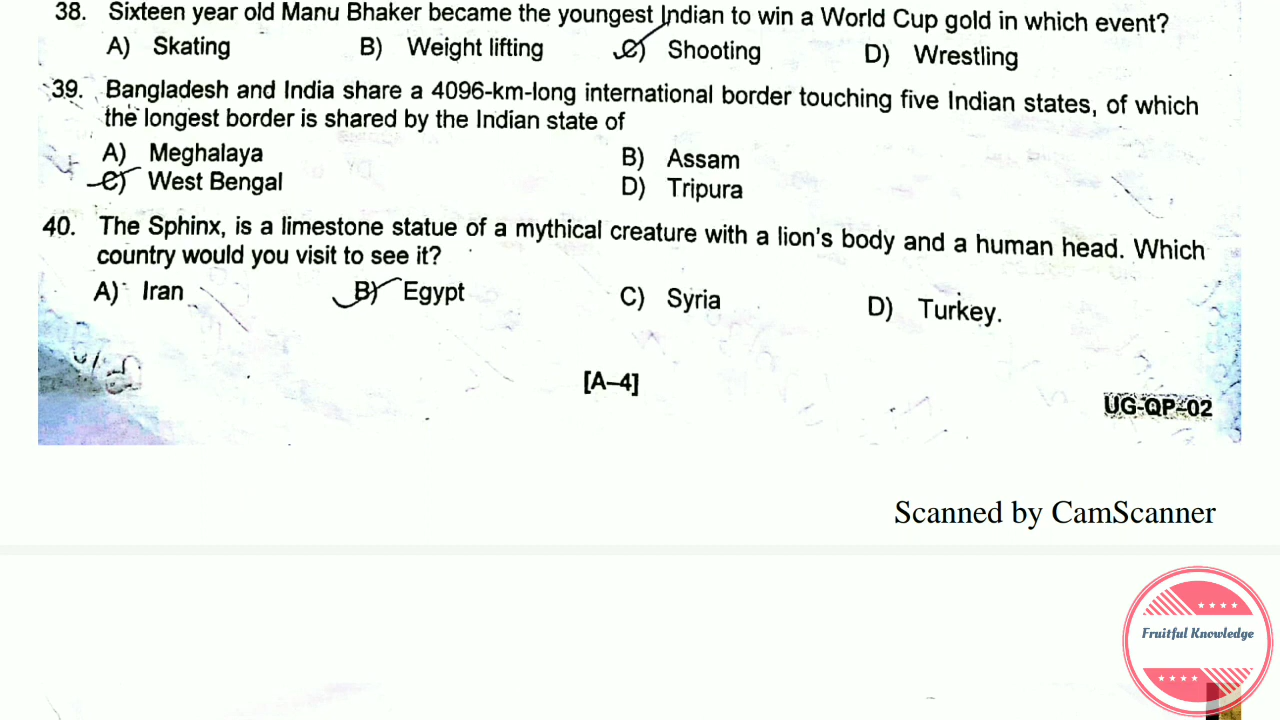 38. Sixteen year old Manu Bhaker became the youngest Indian to win a World Cup gold in which event?
A) Skating B) Weight lifting C) Shooting D) Wrestling
39. Bangladesh and India share a 4096-km-long international border touching five Indian states, of which
the longest border is shared by the Indian state of
A) Meghalaya B) Assam
C) West Bengal D) Tripura
40. The Sphinx, is a limestone statue of a mythical creature with a lion's body and a human head. Which
country would you visit to see it?
A) Iran B) Egypt C) Syria D) Turkey.
[A–4]
UG-QP-02
Scanned by CamScanner
Fruitful Knowledge